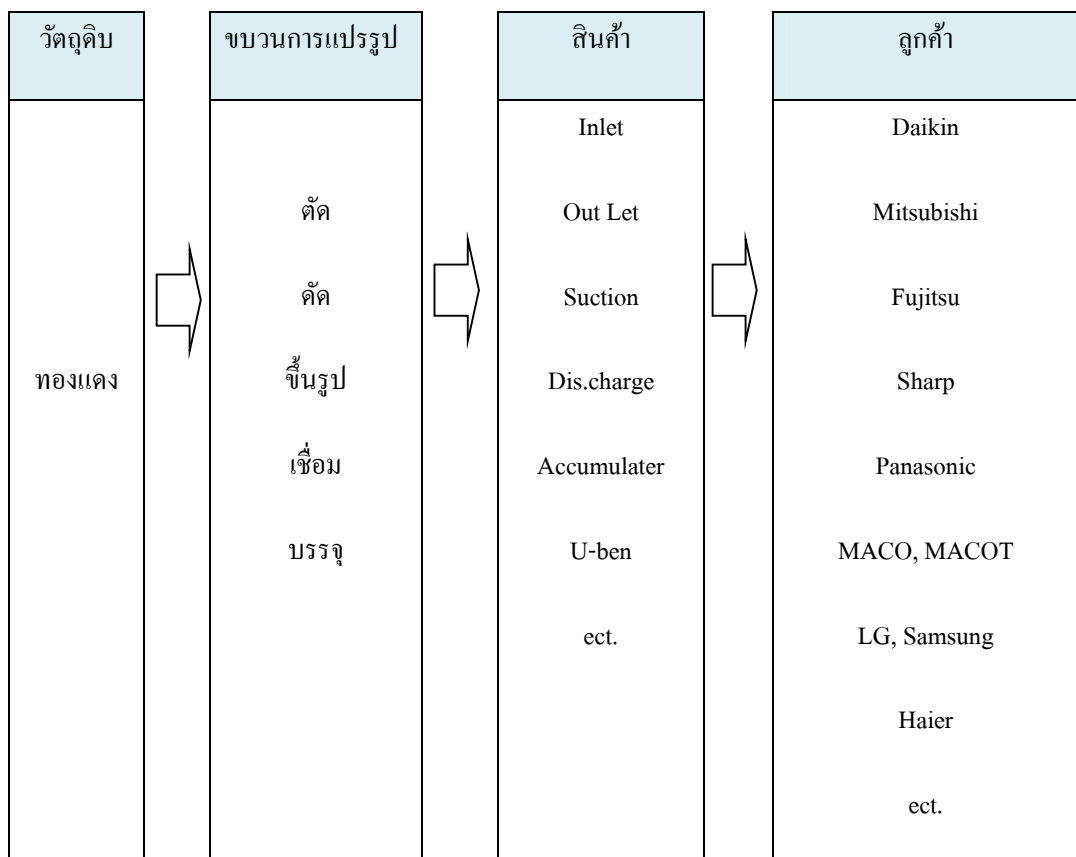 วัตถุดิบ
ทองแดง
ขบวนการแปรรูป
ตัด
ดัด
ขึ้นรูป
เชื่อม
บรรจุ
สินค้า
Inlet
Out Let
Suction
Dis.charge
Accumulater
U-ben
ect.
ลูกค้า
Daikin
Mitsubishi
Fujitsu
Sharp
Panasonic
MACO, MACOT
LG, Samsung
Haier
ect.